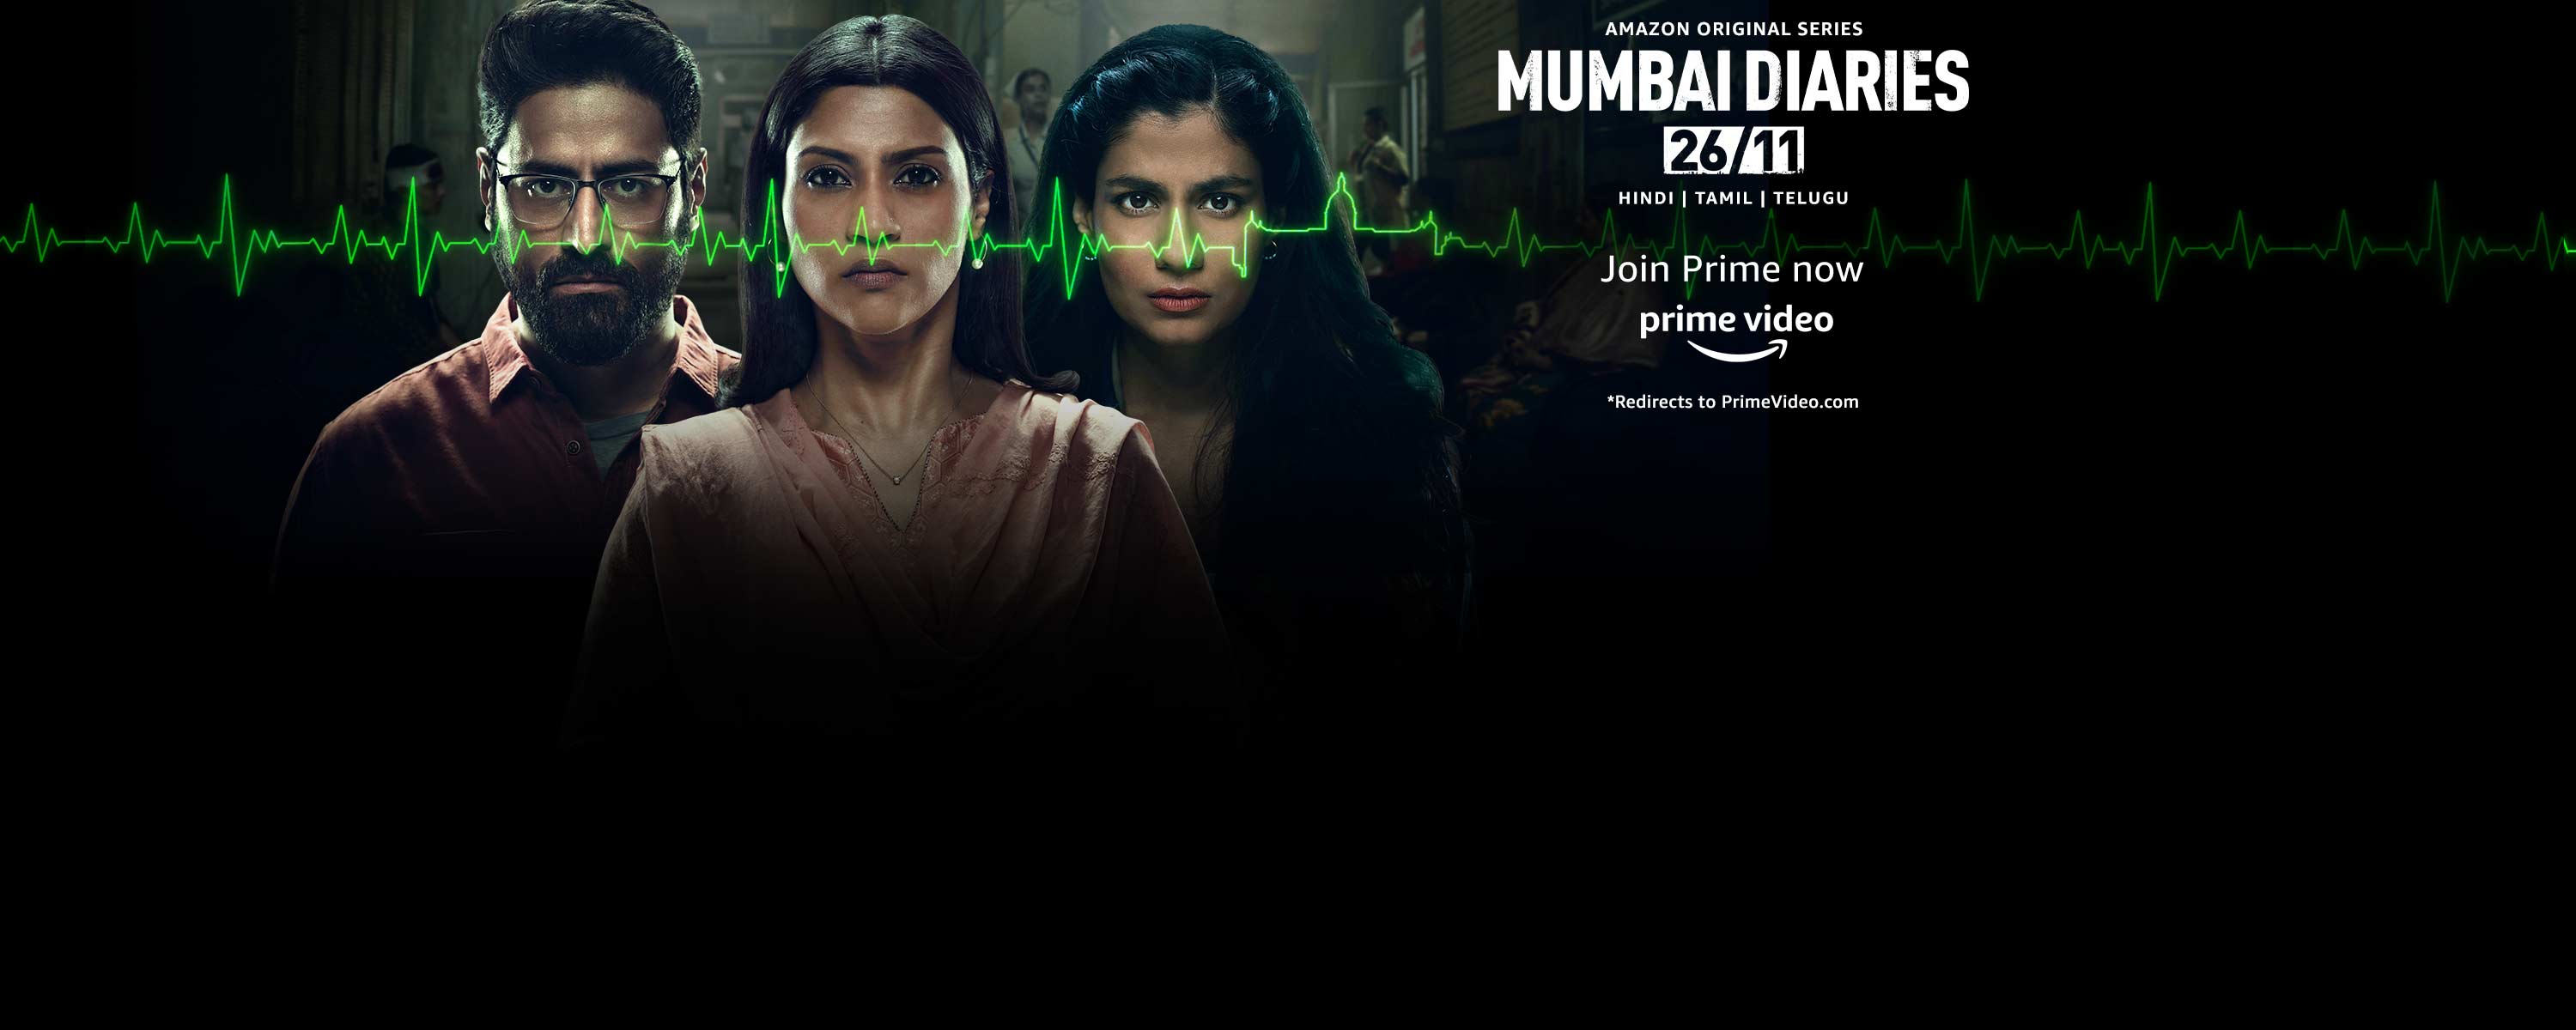 AMAZON ORIGINAL SERIES
MUMBAI DIARIES
26/11
HINDI | TAMIL | TELUGU
Join Prime now
prime video
*Redirects to PrimeVideo.com